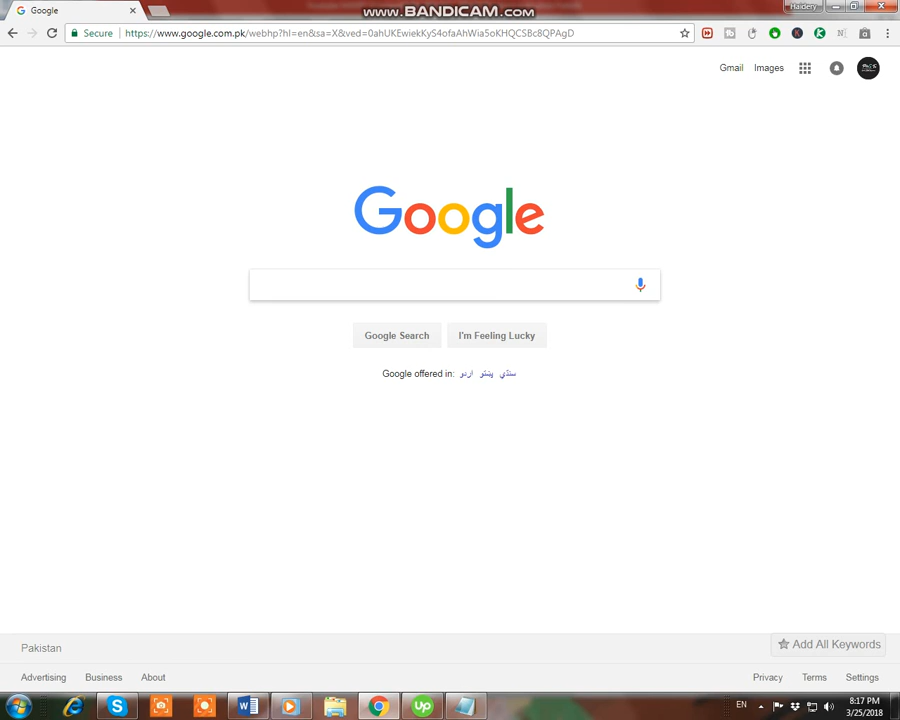 Google
www.BANDICAM.com
Haidery
Secure
https://www.google.com.pk/webhp?hl=en&sa=X&ved=0ahUKEwiekKyS4ofaAhWia5oKHQCSBc8QPAgD
Gmail Images
Google
Google Search I'm Feeling Lucky
Google offered in: اردو پښتو سنڌي
Pakistan
Add All Keywords
Advertising Business About
Privacy Terms Settings
EN
8:17 PM
3/25/2018